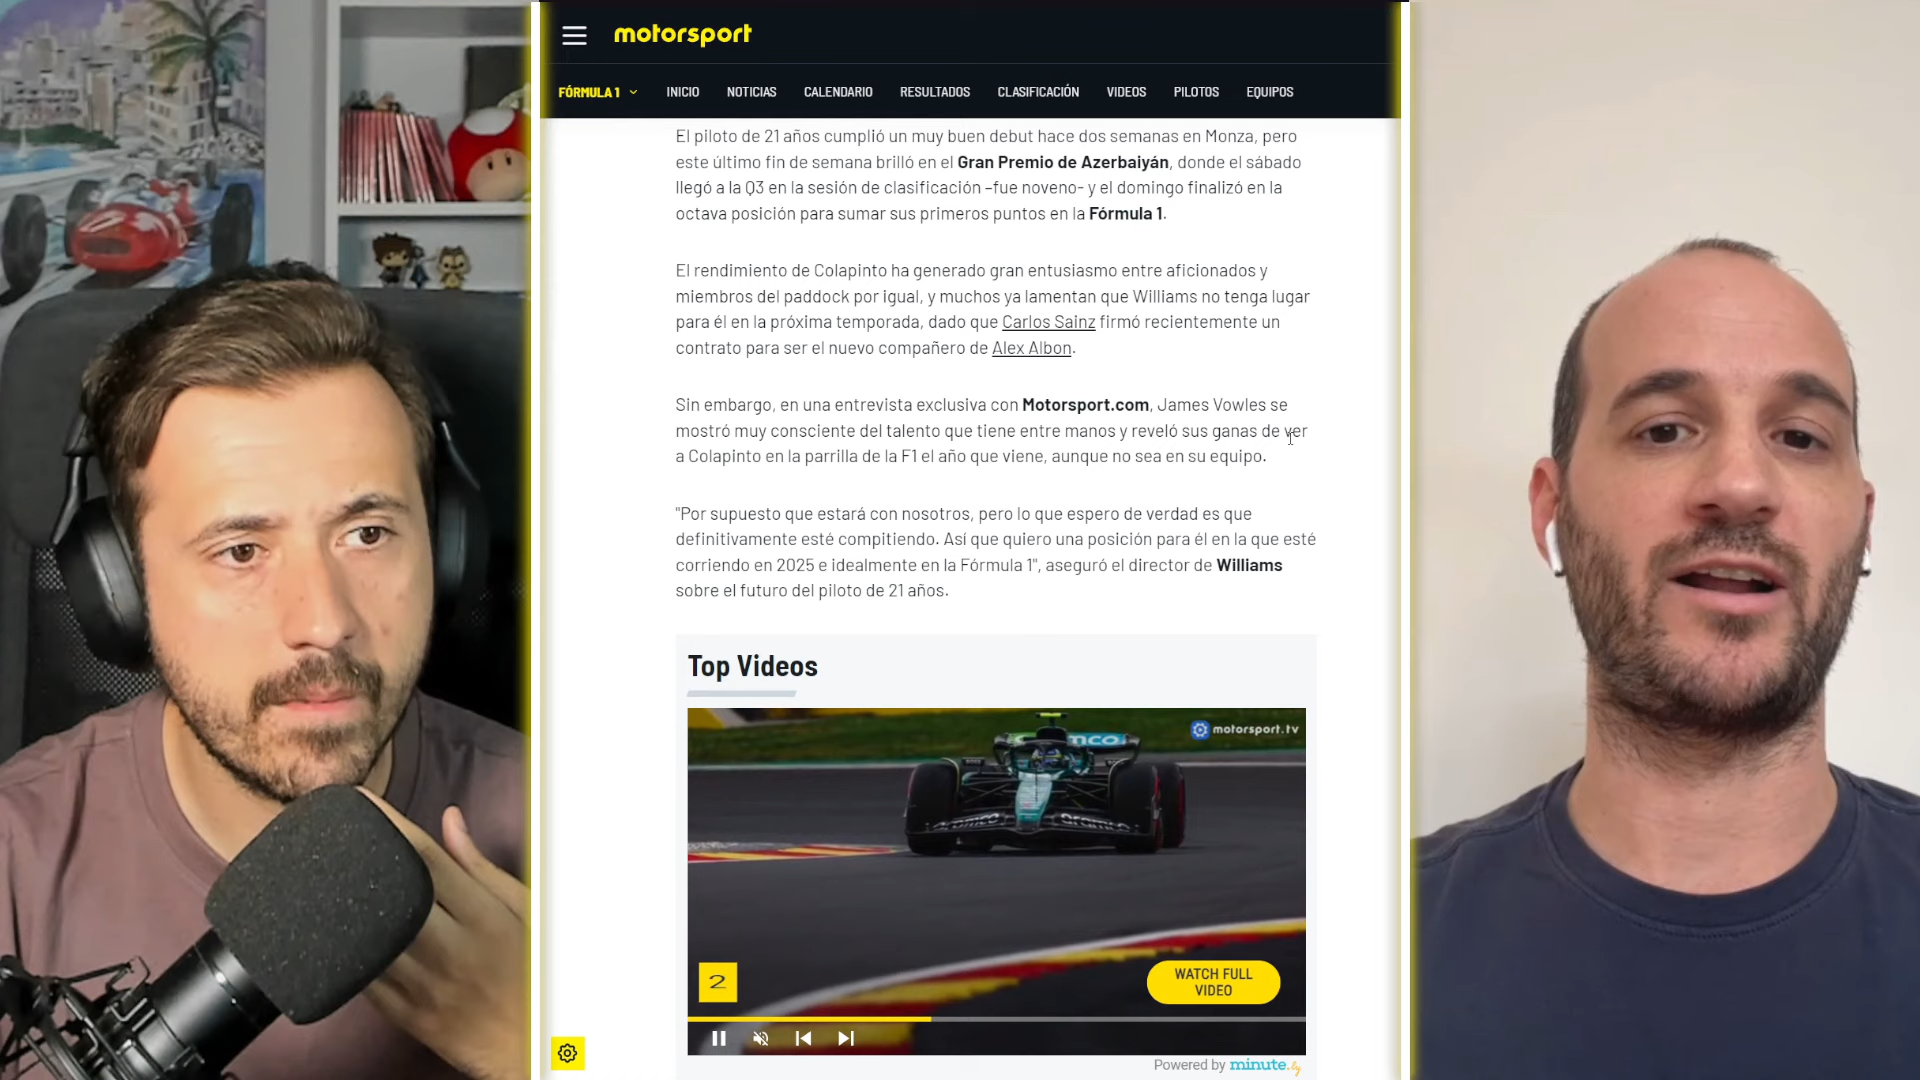 motorsport
FÓRMULA 1 INICIO NOTICIAS CALENDARIO RESULTADOS CLASIFICACIÓN VIDEOS PILOTOS EQUIPOS
El piloto de 21 años cumplió un muy buen debut hace dos semanas en Monza, pero
este último fin de semana brilló en el Gran Premio de Azerbaiyán, donde el sábado
llegó a la Q3 en la sesión de clasificación –fue noveno- y el domingo finalizó en la
octava posición para sumar sus primeros puntos en la Fórmula 1.
El rendimiento de Colapinto ha generado gran entusiasmo entre aficionados y
miembros del paddock por igual, y muchos ya lamentan que Williams no tenga lugar
para él en la próxima temporada, dado que Carlos Sainz firmó recientemente un
contrato para ser el nuevo compañero de Alex Albon.
Sin embargo, en una entrevista exclusiva con Motorsport.com, James Vowles se
mostró muy consciente del talento que tiene entre manos y reveló sus ganas de ver
a Colapinto en la parrilla de la F1 el año que viene, aunque no sea en su equipo.
"Por supuesto que estará con nosotros, pero lo que espero de verdad es que
definitivamente esté compitiendo. Así que quiero una posición para él en la que esté
corriendo en 2025 e idealmente en la Fórmula 1", aseguró el director de Williams
sobre el futuro del piloto de 21 años.
Top Videos
motorsport.tv
aramco aramco
2
WATCH FULL
VIDEO
Powered by minute.ly